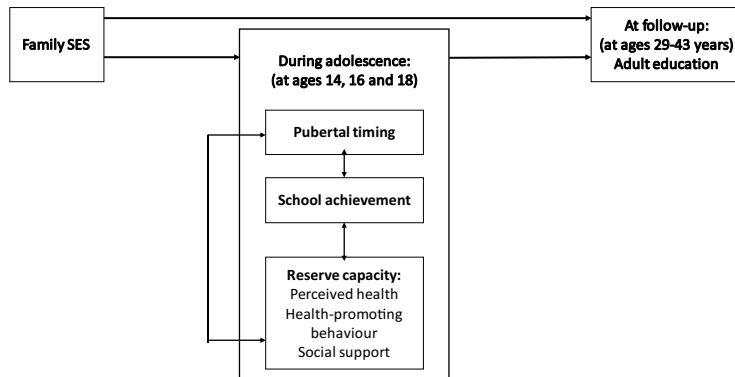 Family SES
During adolescence:
(at ages 14, 16 and 18)
Pubertal timing
School achievement
Reserve capacity:
Perceived health
Health-promoting
behaviour
Social support
At follow-up:
(at ages 29-43 years)
Adult education